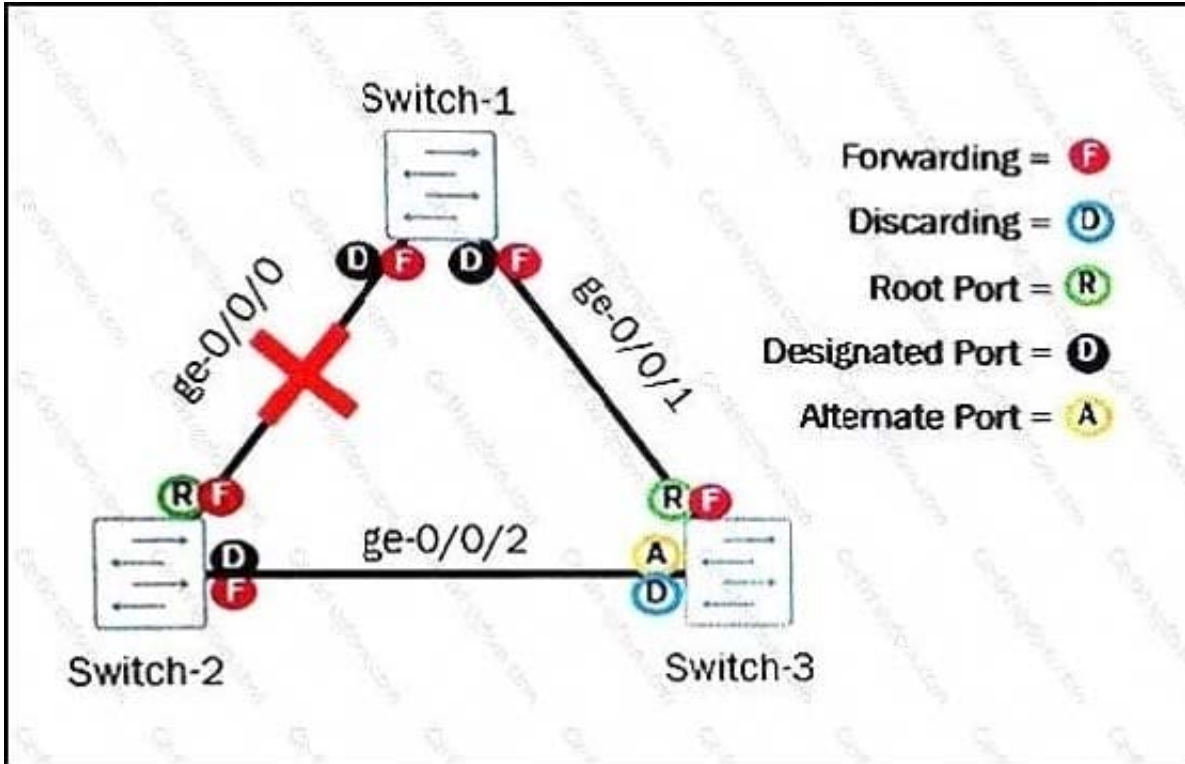 Switch-1
Forwarding = F
Discarding = D
Root Port = R
Designated Port = D
Alternate Port = A
D F D F
ge-0/0/0
ge-0/0/1
R F
R F
ge-0/0/2
D
F
A
D
Switch-2
Switch-3